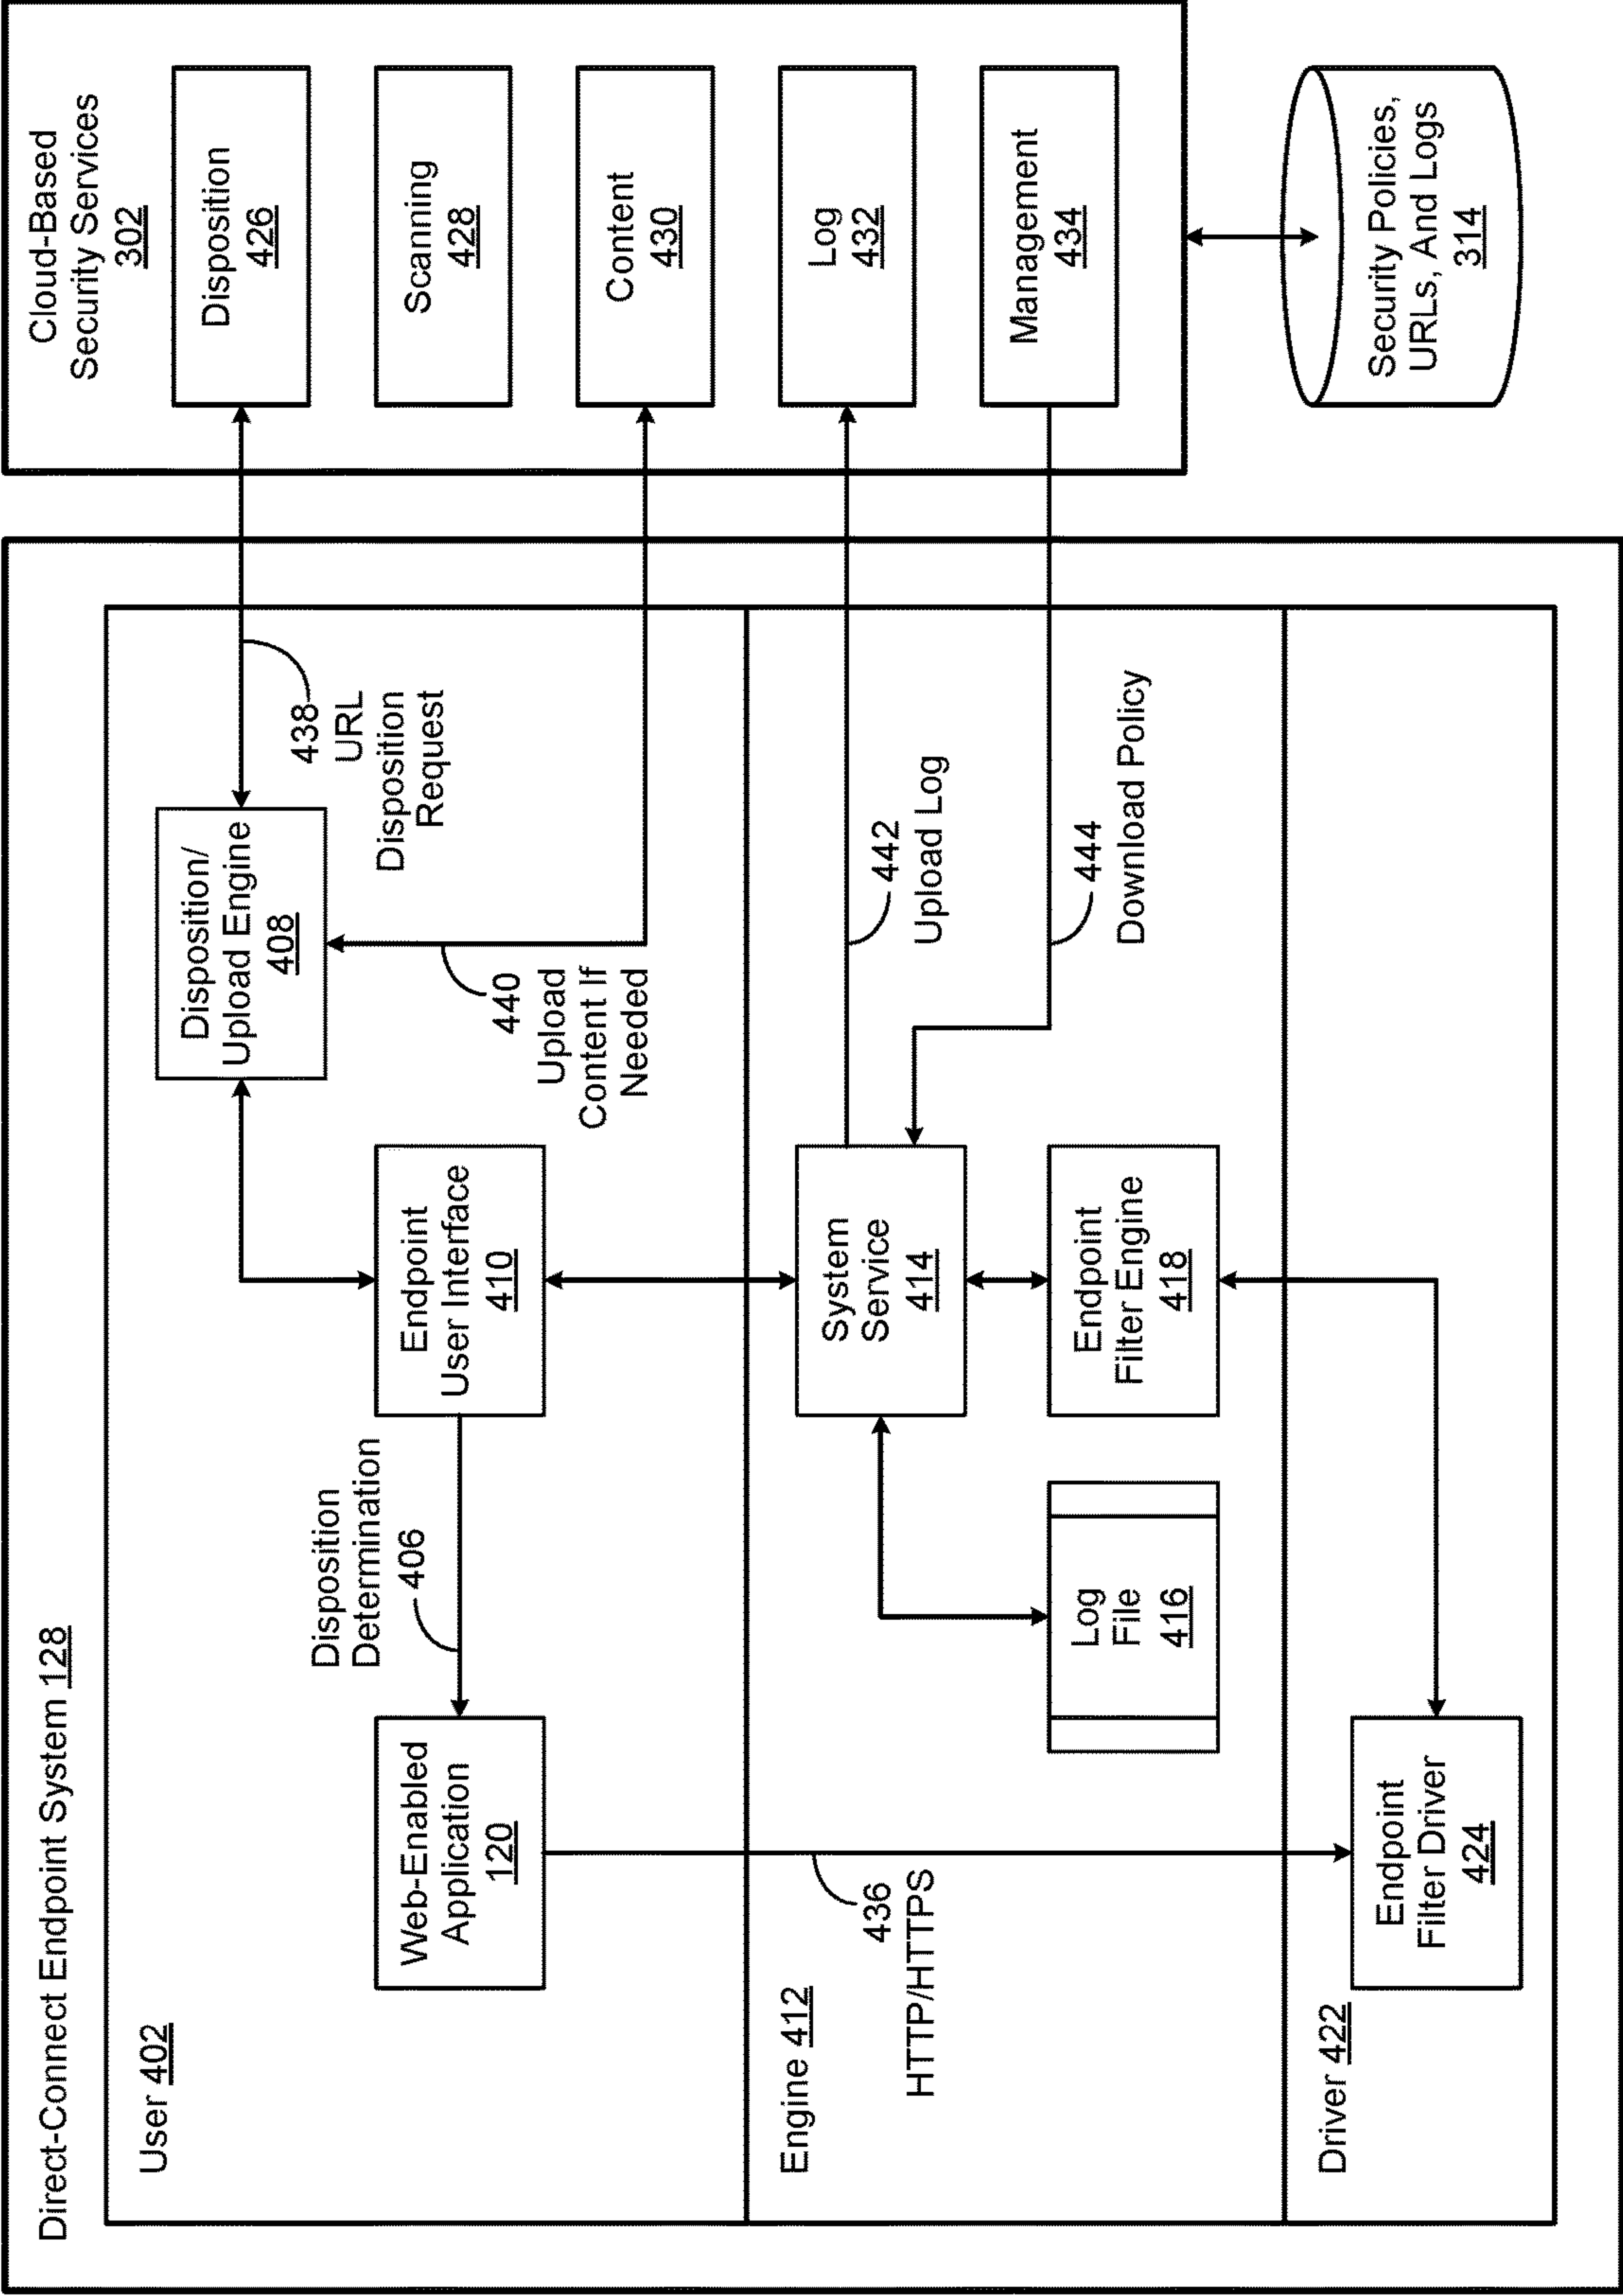 Direct-Connect Endpoint System 128
User 402
Web-Enabled
Application
120
Disposition
Determination
406
Endpoint
User Interface
410
Disposition/
Upload Engine
408
438
URL
Disposition
Request
440
Upload
Content If
Needed
Engine 412
436
HTTP/HTTPS
Log
File
416
System
Service
414
Endpoint
Filter Engine
418
442
Upload Log
444
Download Policy
Driver 422
Endpoint
Filter Driver
424
Cloud-Based
Security Services
302
Disposition
426
Scanning
428
Content
430
Log
432
Management
434
Security Policies,
URLs, And Logs
314